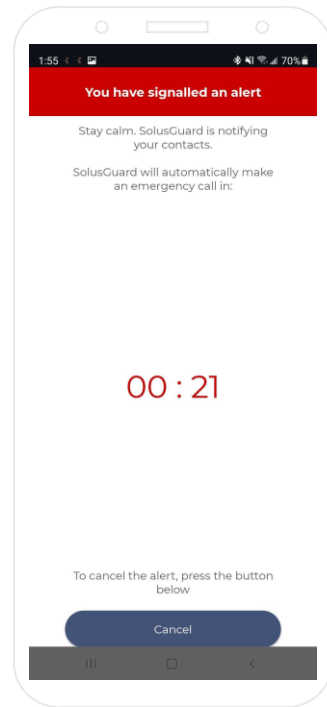 1:55 70%
You have signalled an alert
Stay calm. SolusGuard is notifying
your contacts.
SolusGuard will automatically make
an emergency call in:
00 : 21
To cancel the alert, press the button
below
Cancel